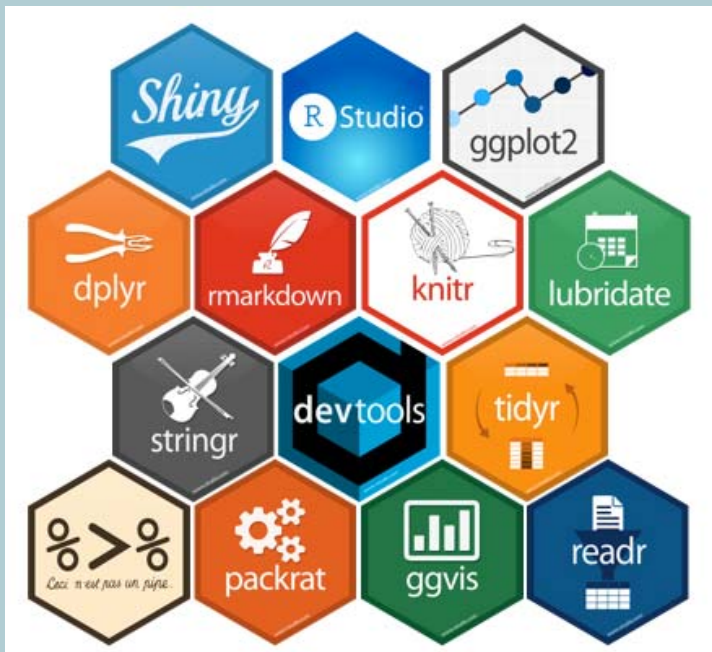 Shiny
R Studio
ggplot2
dplyr
rmarkdown
knitr
lubridate
stringr
devtools
tidyr
%>%
Ceci n'est pas un pipe.
packrat
ggvis
readr